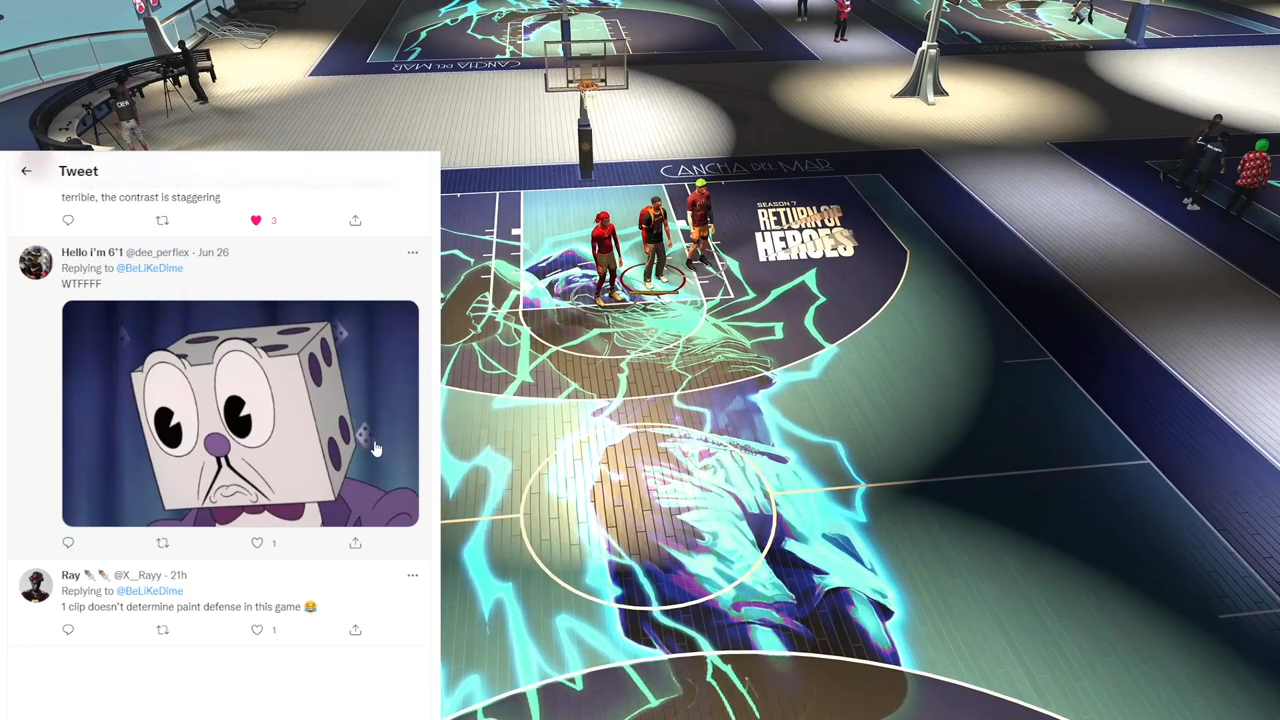 CANCHA DEL MAR
CREW
CANCHA DEL MAR
SEASON 7
RETURN OF
HEROES
Tweet
terrible, the contrast is staggering
3
Hello i'm 6'1 @dee_perflex · Jun 26
Replying to @BeLiKeDime
WTFFFF
1
Ray @X__Rayy · 21h
Replying to @BeLiKeDime
1 clip doesn't determine paint defense in this game 😂
1